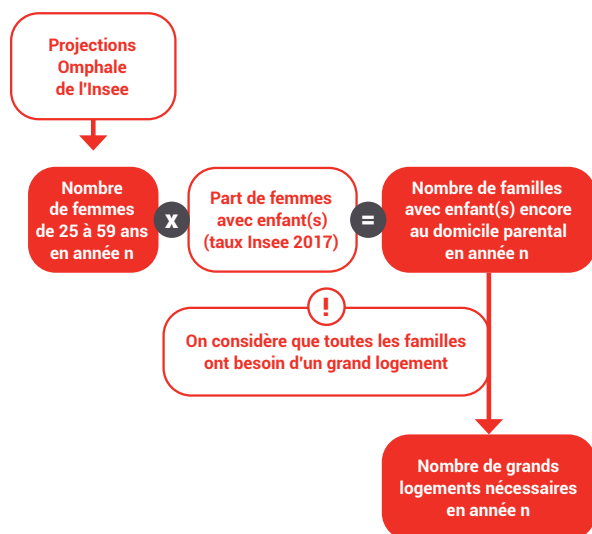 Projections
Omphale
de l'Insee
Nombre
de femmes
de 25 à 59 ans
en année n
x
Part de femmes
avec enfant(s)
(taux Insee 2017)
=
Nombre de familles
avec enfant(s) encore
au domicile parental
en année n
!
On considère que toutes les familles
ont besoin d'un grand logement
Nombre de grands
logements nécessaires
en année n